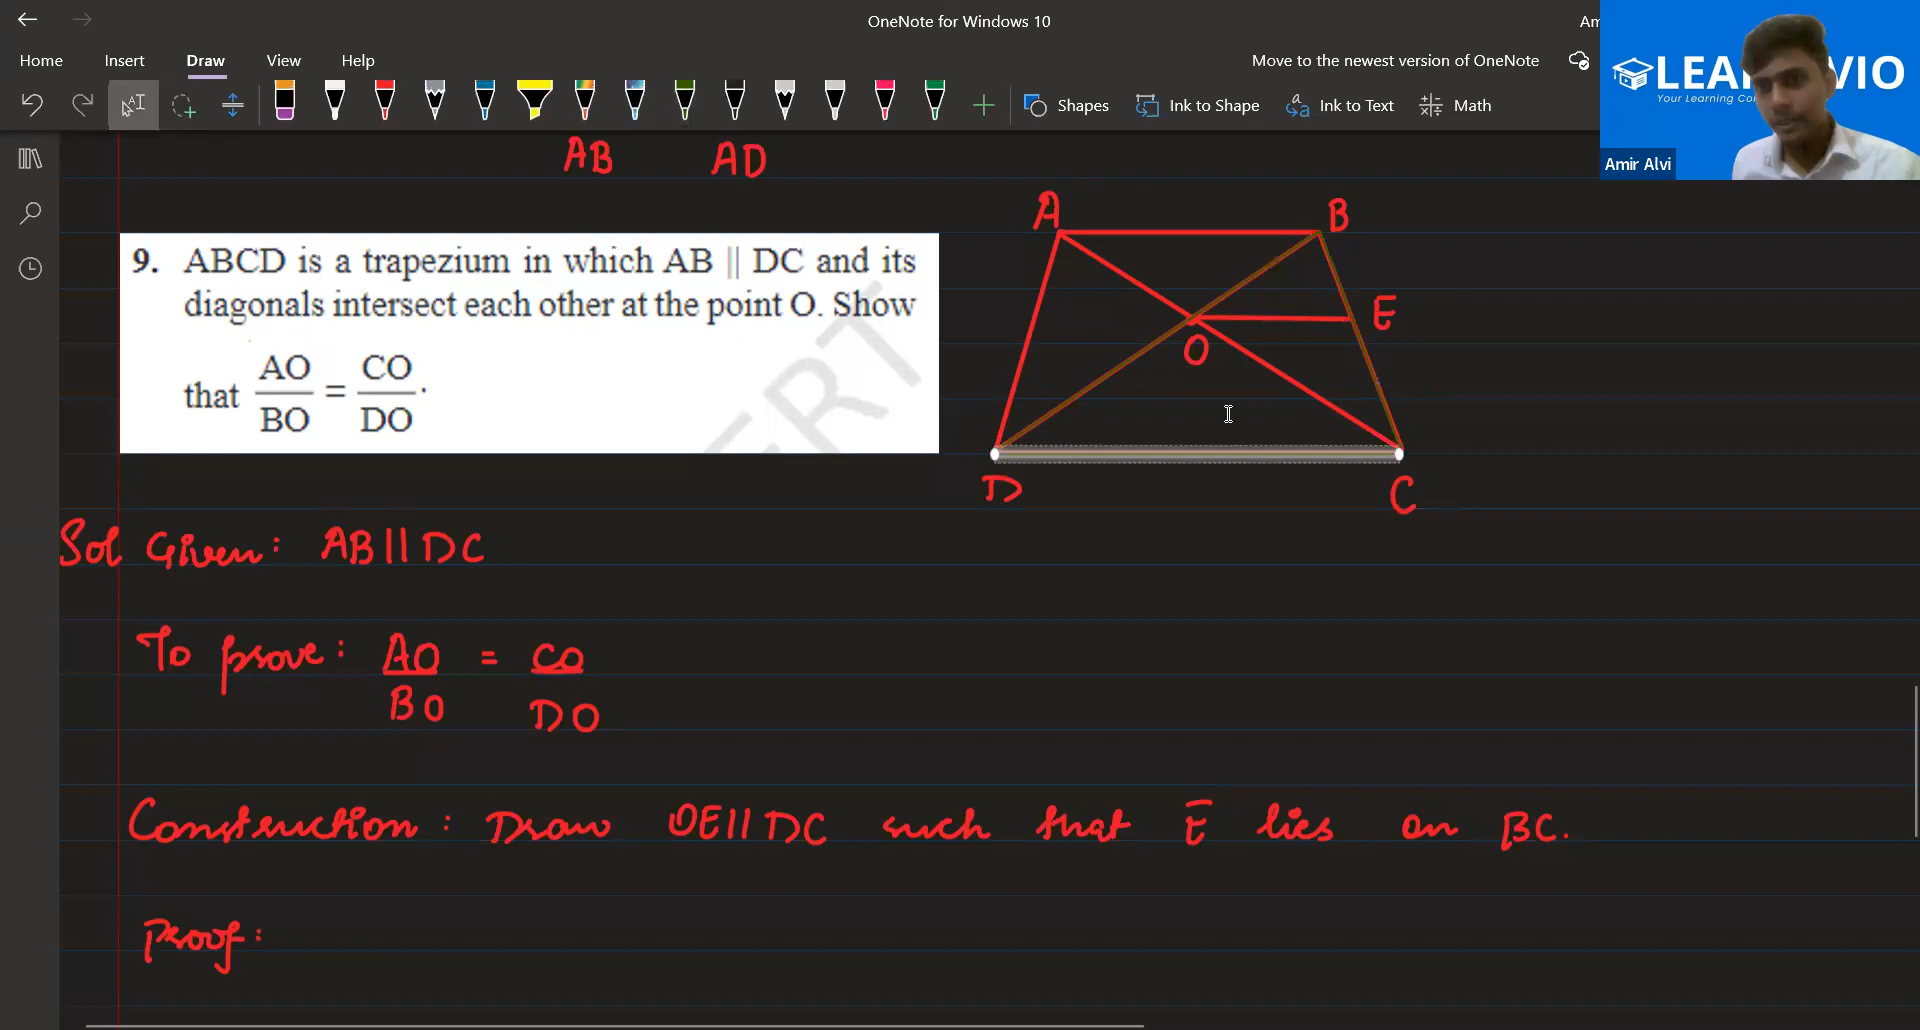 OneNote for Windows 10
Am
Home Insert Draw View Help
Move to the newest version of OneNote
Shapes Ink to Shape Ink to Text Math
Your Learning
Amir Alvi
AB AD
9. ABCD is a trapezium in which AB || DC and its
diagonals intersect each other at the point O. Show
that AO/BO = CO/DO.
A B
E
O
D C
Sol Given: AB || DC
To prove: AO/BO = CO/DO
Construction: Draw OE || DC such that E lies on BC.
Proof: